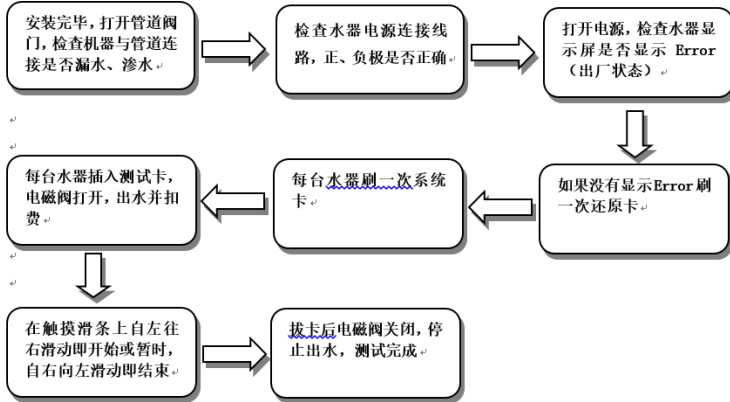 安装完毕，打开管道阀
门，检查机器与管道连
接是否漏水、渗水
检查水器电源连接线
路，正、负极是否正确
打开电源，检查水器显
示屏是否显示 Error
（出厂状态）
如果没有显示Error刷
一次还原卡
每台水器刷一次系统
卡
每台水器插入测试卡，
电磁阀打开，出水并扣
费
在触摸滑条上自左往
右滑动即开始或暂时，
自右向左滑动即结束
拔卡后电磁阀关闭，停
止出水，测试完成